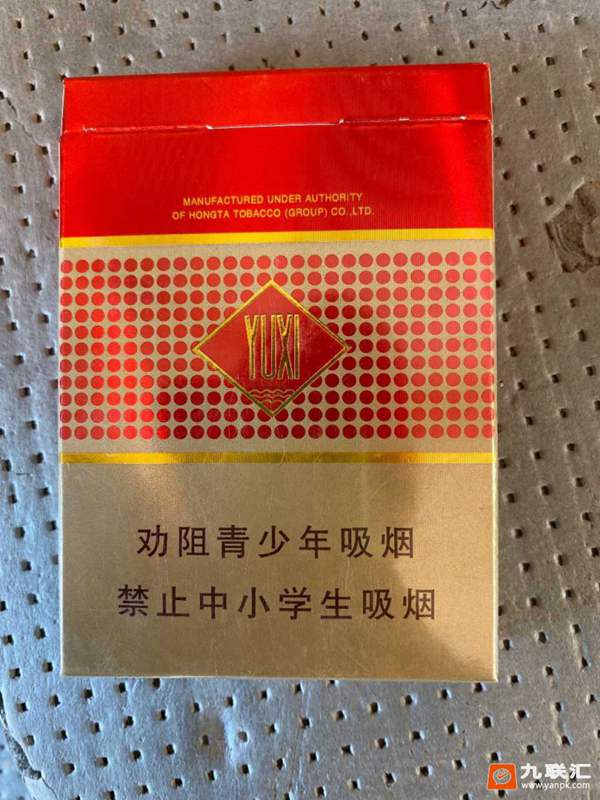 MANUFACTURED UNDER AUTHORITY
OF HONGTA TOBACCO (GROUP) CO.,LTD.
YUXI
劝阻青少年吸烟
禁止中小学生吸烟
九联汇
www.yanpk.com